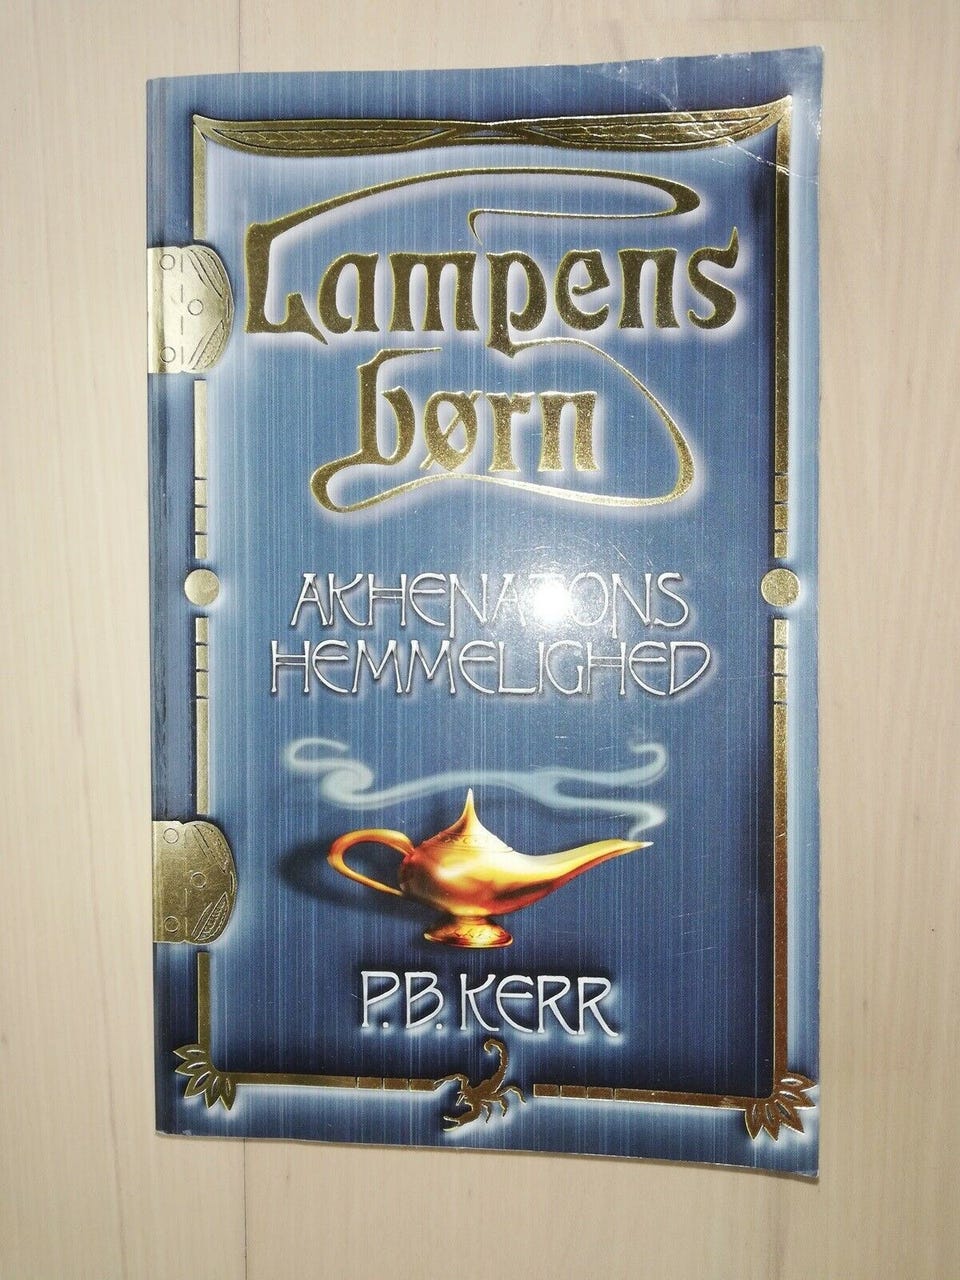 Lampens
børn
AKHENATONS
HEMMELIGHED
P.B. KERR